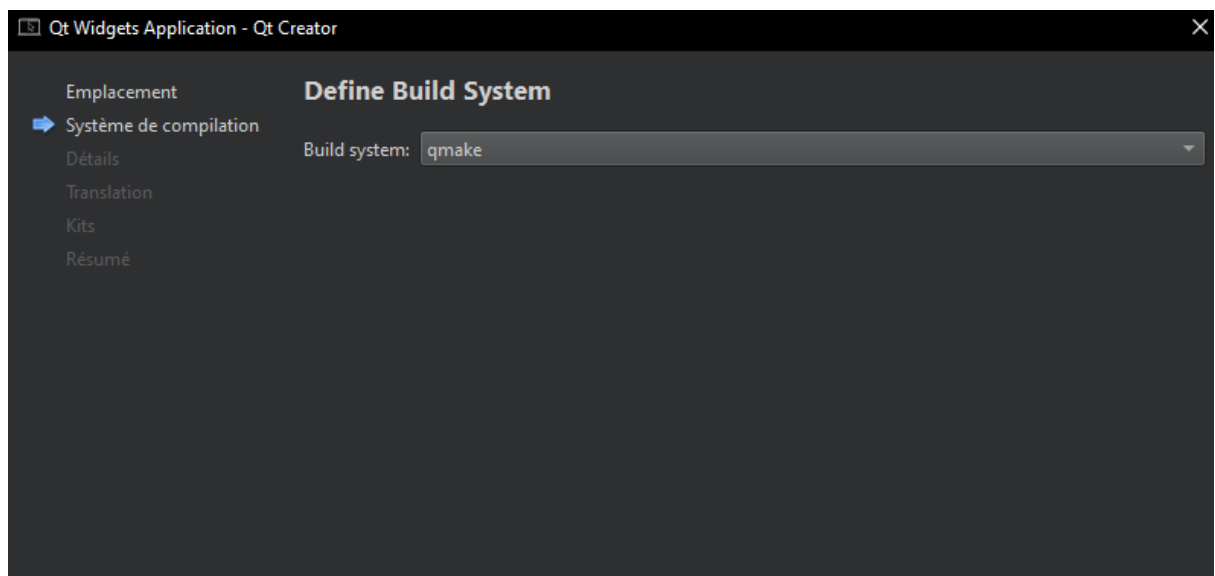 Qt Widgets Application - Qt Creator
Emplacement
Système de compilation
Détails
Translation
Kits
Résumé
Define Build System
Build system: qmake